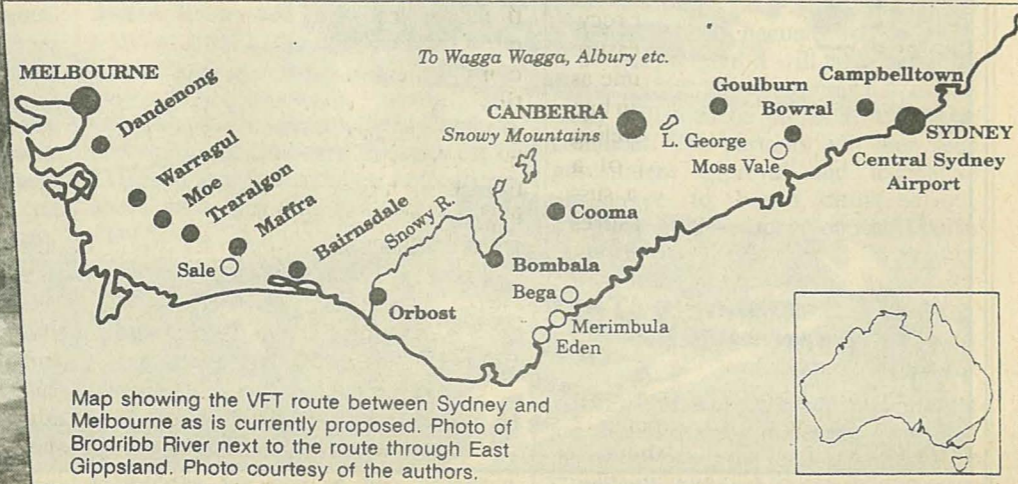 To Wagga Wagga, Albury etc.
MELBOURNE
Dandenong
Warragul
Moe
Traralgon
Maffra
Sale
Bairnsdale
Snowy R.
Orbost
CANBERRA
Snowy Mountains
L. George
Goulburn
Bowral
Moss Vale
Campbelltown
SYDNEY
Central Sydney
Airport
Cooma
Bombala
Bega
Merimbula
Eden
Map showing the VFT route between Sydney and
Melbourne as is currently proposed. Photo of
Brodribb River next to the route through East
Gippsland. Photo courtesy of the authors.